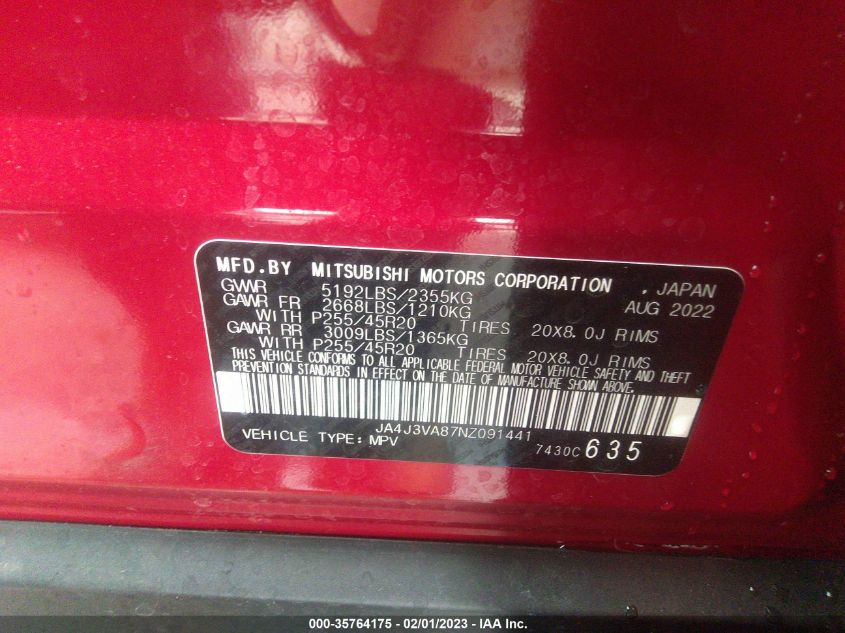 MFD.BY MITSUBISHI MOTORS CORPORATION , JAPAN
GVWR 5192LBS/2355KG AUG 2022
GAWR FR 2668LBS/1210KG
WITH P255/45R20 TIRES 20X8.0J RIMS
GAWR RR 3009LBS/1365KG
WITH P255/45R20 TIRES 20X8.0J RIMS
THIS VEHICLE CONFORMS TO ALL APPLICABLE FEDERAL MOTOR VEHICLE SAFETY AND THEFT
PREVENTION STANDARDS IN EFFECT ON THE DATE OF MANUFACTURE SHOWN ABOVE.
JA4J3VA87NZ091441
VEHICLE TYPE: MPV 7430C 635
000-35764175 - 02/01/2023 - IAA Inc.